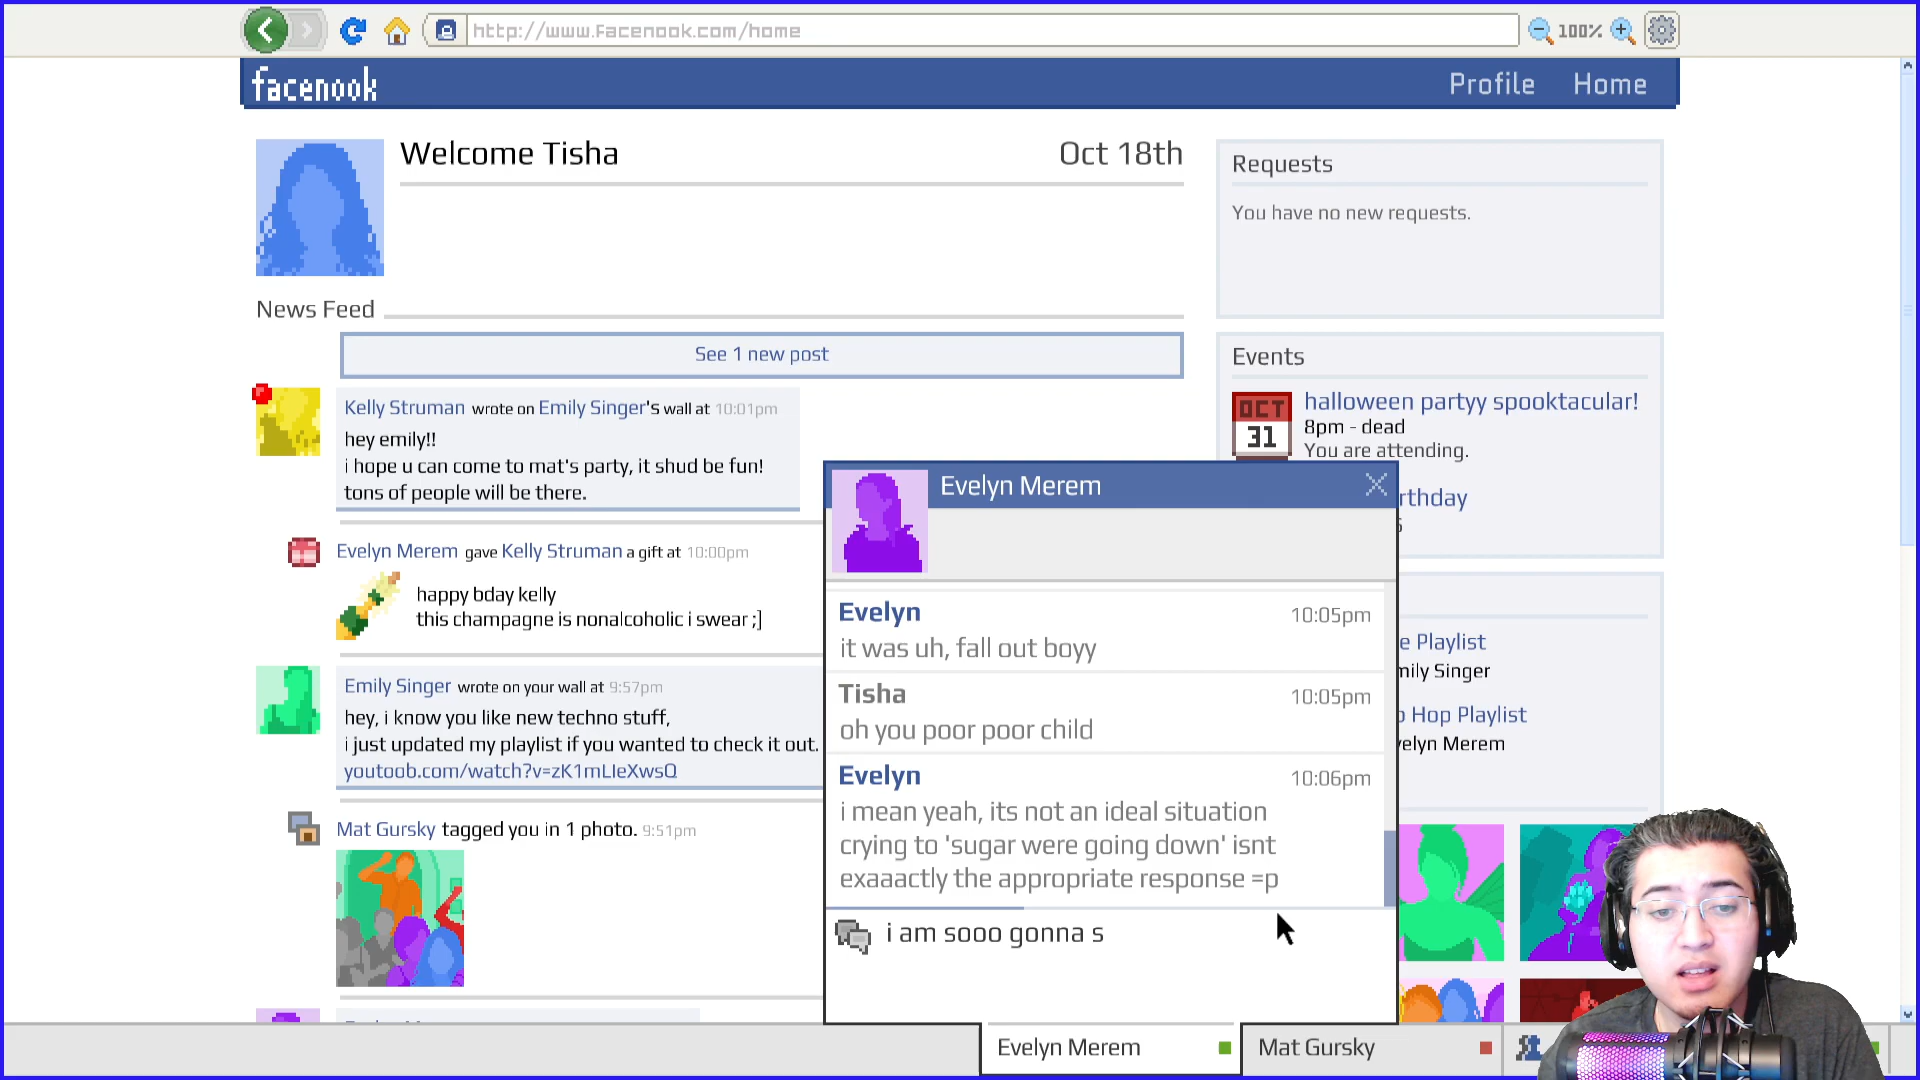 http://www.facenook.com/home
100%
facenook
Profile
Home
Welcome Tisha
Oct 18th
News Feed
See 1 new post
Kelly Struman wrote on Emily Singer's wall at 10:01pm
hey emily!!
i hope u can come to mat's party, it shud be fun!
tons of people will be there.
Evelyn Merem gave Kelly Struman a gift at 10:00pm
happy bday kelly
this champagne is nonalcoholic i swear ;]
Emily Singer wrote on your wall at 9:57pm
hey, i know you like new techno stuff,
i just updated my playlist if you wanted to check it out.
youtoob.com/watch?v=zK1mLIeXwsQ
Mat Gursky tagged you in 1 photo. 9:51pm
Requests
You have no new requests.
Events
OCT
31
halloween partyy spooktacular!
8pm - dead
You are attending.
rthday
e Playlist
mily Singer
p Hop Playlist
velyn Merem
Evelyn Merem
Evelyn 10:05pm
it was uh, fall out boyy
Tisha 10:05pm
oh you poor poor child
Evelyn 10:06pm
i mean yeah, its not an ideal situation
crying to 'sugar were going down' isnt
exaaactly the appropriate response =p
i am sooo gonna s
Evelyn Merem
Mat Gursky